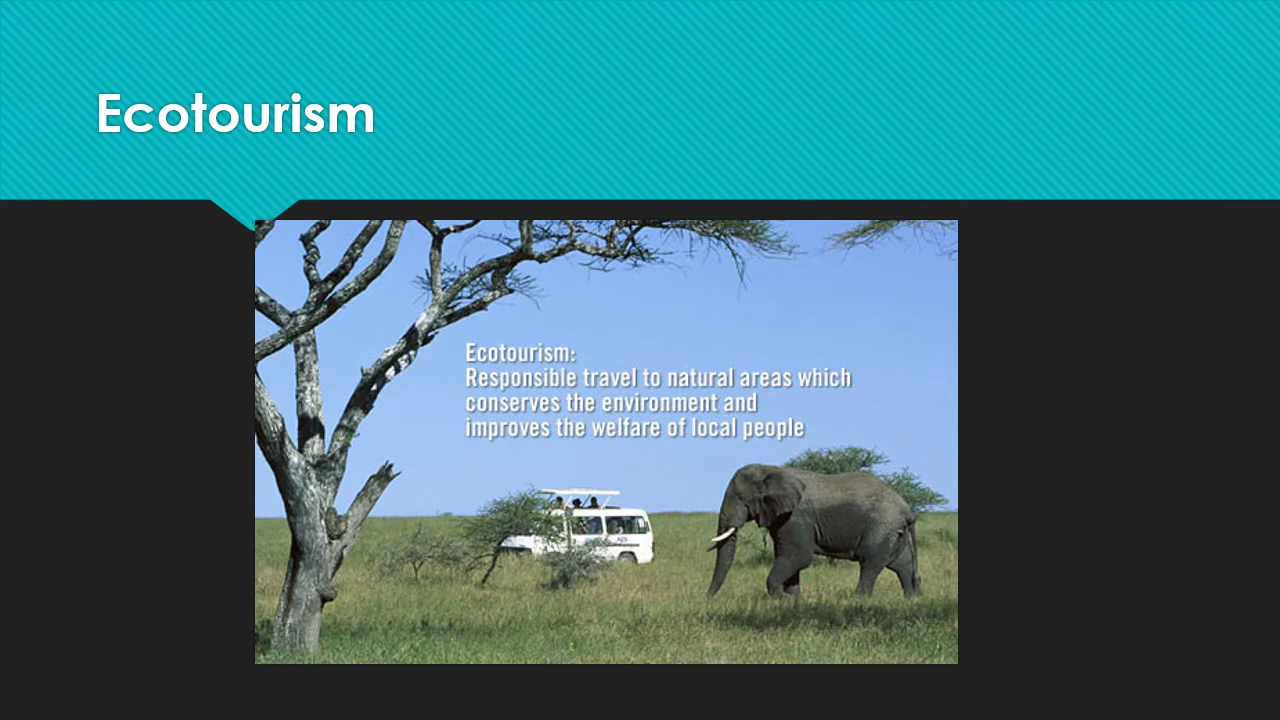 Ecotourism
Ecotourism:
Responsible travel to natural areas which
conserves the environment and
improves the welfare of local people